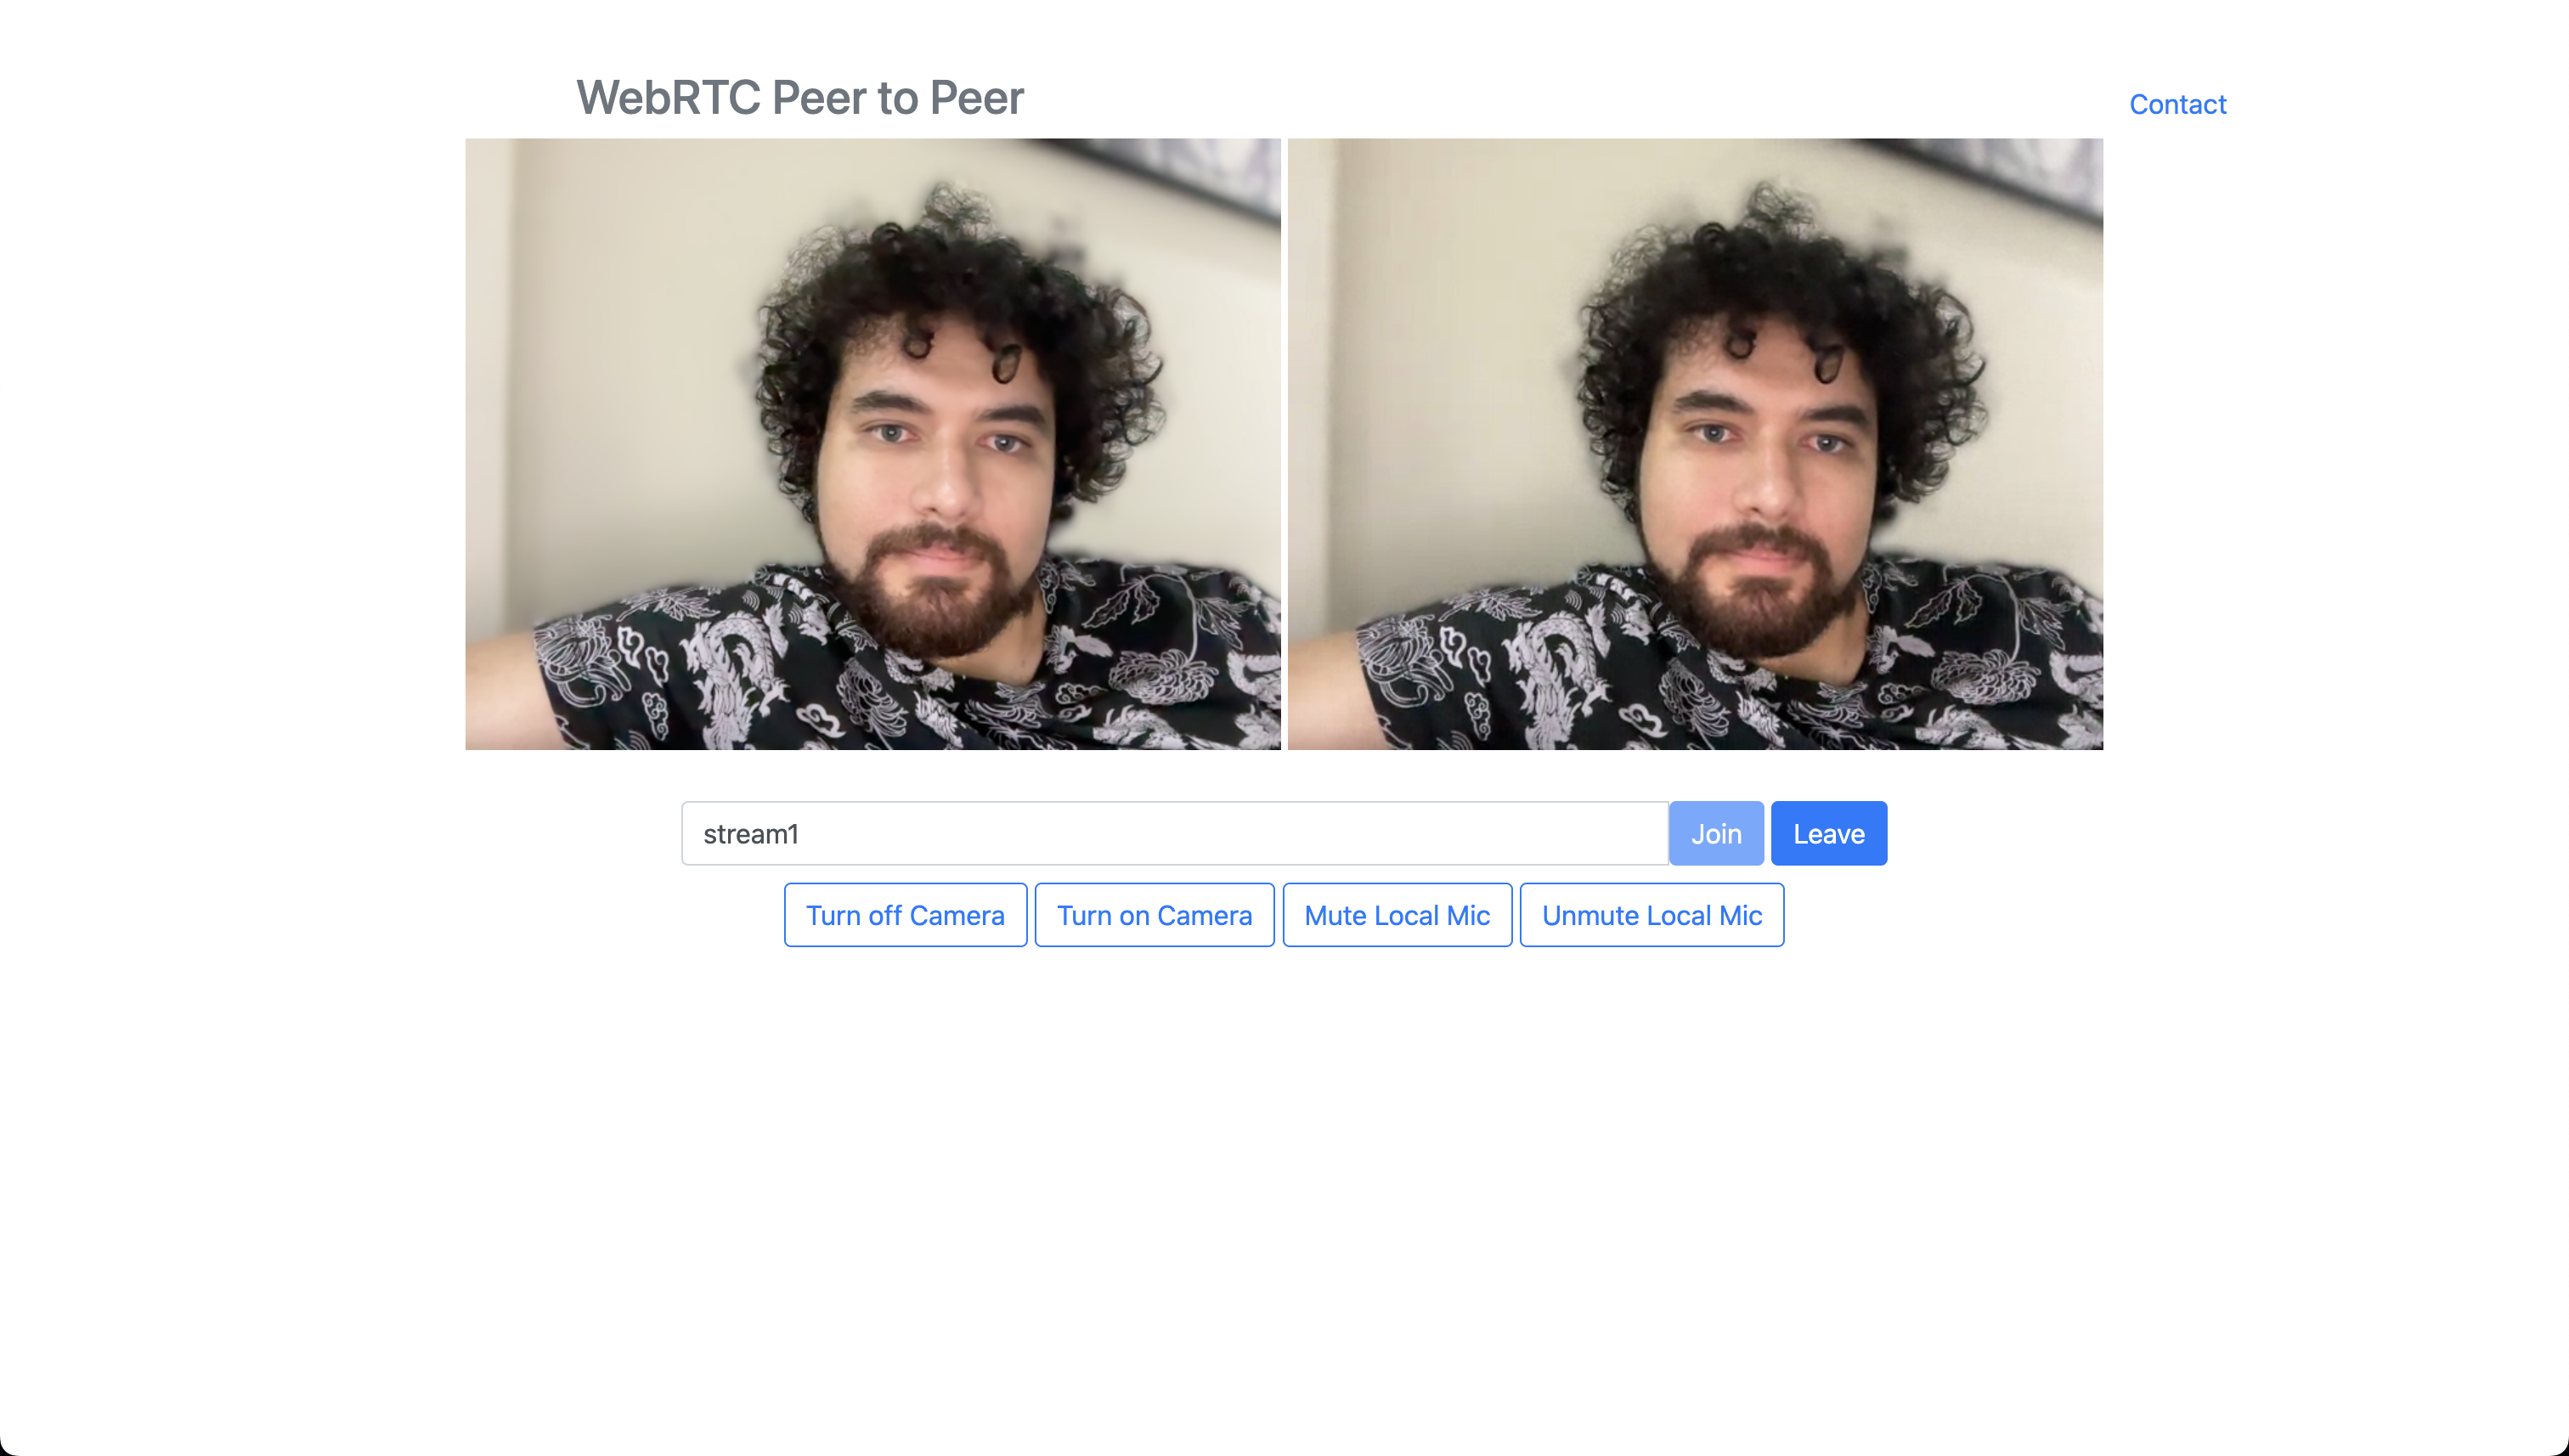 WebRTC Peer to Peer
Contact
stream1
Join
Leave
Turn off Camera
Turn on Camera
Mute Local Mic
Unmute Local Mic